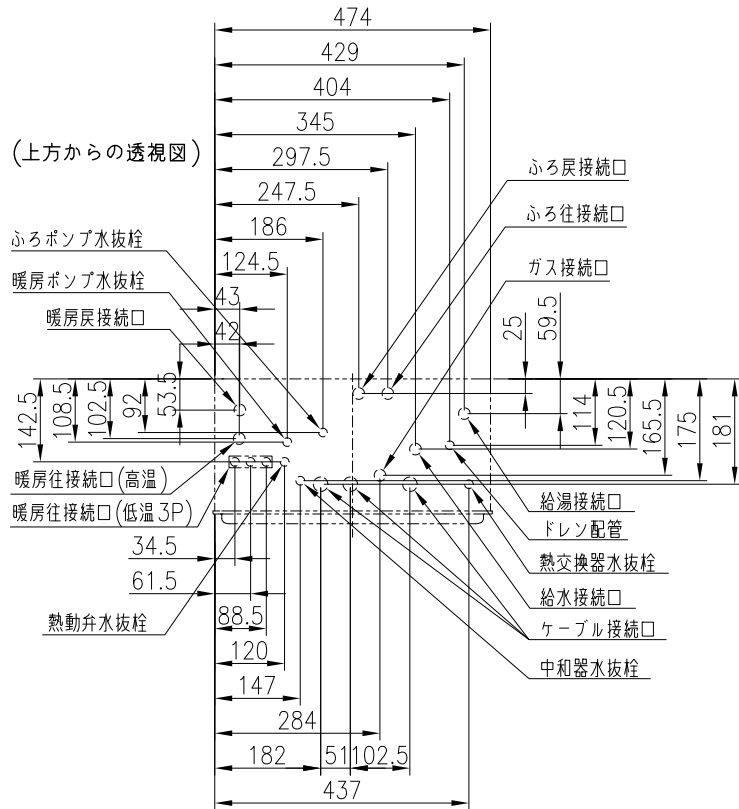 474
429
404
345
(上方からの透視図)
297.5
ふろ戻接続口
247.5
ふろ往接続口
186
ふろポンプ水抜栓
124.5
ガス接続口
暖房ポンプ水抜栓
43
暖房戻接続口
42
25
59.5
142.5
108.5
102.5
92
53.5
114
120.5
165.5
175
181
暖房往接続口(高温)
暖房往接続口(低温3P)
給湯接続口
ドレン配管
34.5
熱交換器水抜栓
61.5
給水接続口
88.5
熱動弁水抜栓
ケーブル接続口
120
中和器水抜栓
147
284
182
51
102.5
437